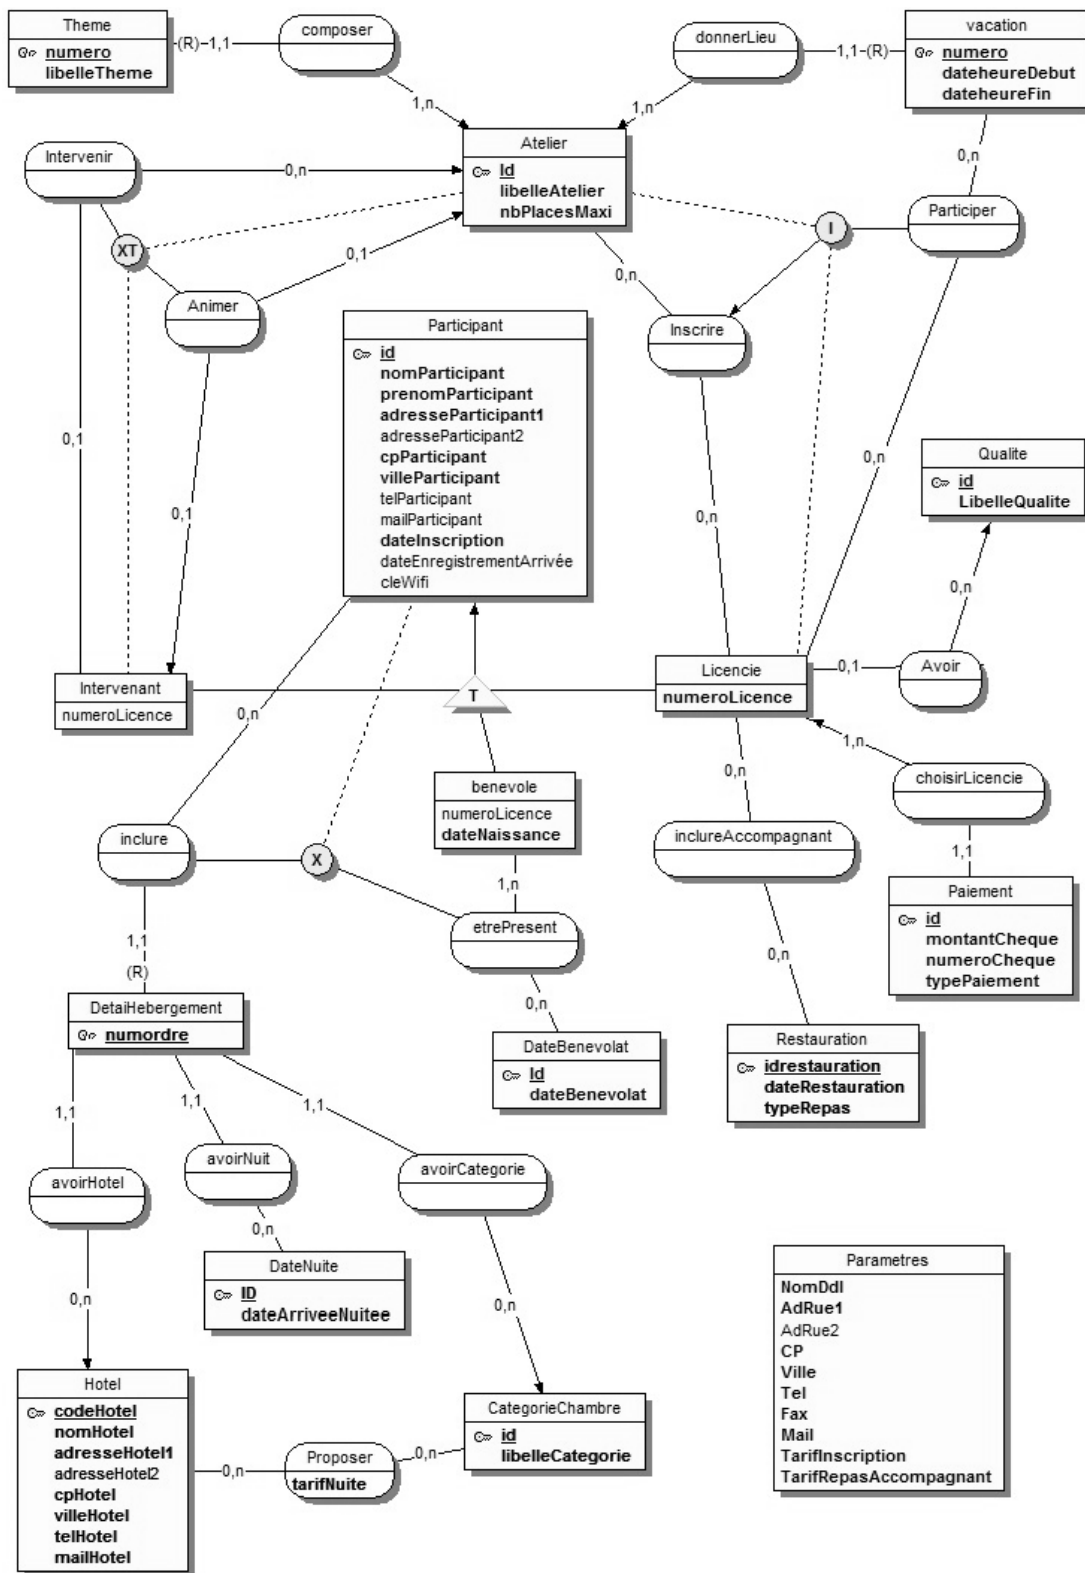 Theme
numero
libelleTheme
(R)
1,1
composer
donnerLieu
1,1
(R)
vacation
numero
dateheureDebut
dateheureFin
1,n
1,n
Intervenir
0,n
Atelier
Id
libelleAtelier
nbPlacesMaxi
0,n
Participer
XT
I
0,1
0,n
Animer
Inscrire
Participant
id
nomParticipant
prenomParticipant
adresseParticipant1
adresseParticipant2
cpParticipant
villeParticipant
telParticipant
mailParticipant
dateInscription
dateEnregistrementArrivée
cleWifi
0,1
0,1
0,n
0,n
Qualite
id
LibelleQualite
0,n
Intervenant
numeroLicence
T
Licencie
numeroLicence
0,1
Avoir
0,n
1,n
0,n
choisirLicencie
benevole
numeroLicence
dateNaissance
inclure
X
inclureAccompagnant
1,1
1,n
Paiement
id
montantCheque
numeroCheque
typePaiement
etrePresent
1,1
(R)
0,n
0,n
DetaiHebergement
numordre
DateBenevolat
Id
dateBenevolat
Restauration
idrestauration
dateRestauration
typeRepas
1,1
1,1
1,1
avoirHotel
avoirNuit
avoirCategorie
0,n
DateNuite
ID
dateArriveeNuitee
0,n
0,n
Parametres
NomDdl
AdRue1
AdRue2
CP
Ville
Tel
Fax
Mail
TarifInscription
TarifRepasAccompagnant
Hotel
codeHotel
nomHotel
adresseHotel1
adresseHotel2
cpHotel
villeHotel
telHotel
mailHotel
0,n
Proposer
tarifNuite
0,n
CategorieChambre
id
libelleCategorie